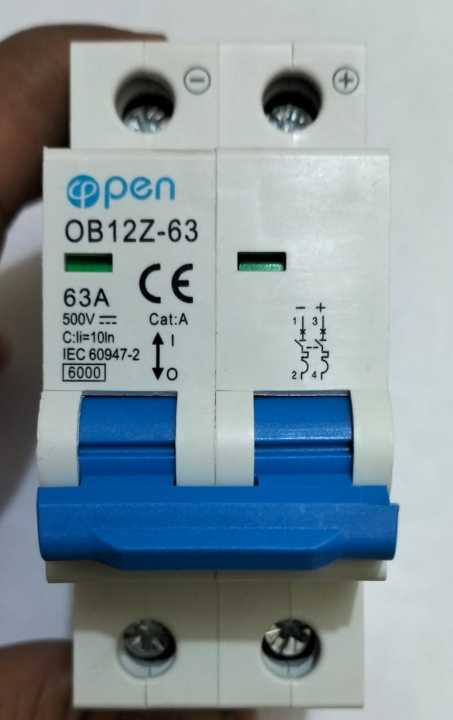 − +
open
OB12Z-63
63A
500V ⎓ Cat:A
C:Ii=10In
IEC 60947-2
6000
CE
I
O
− +
1 3
2 4